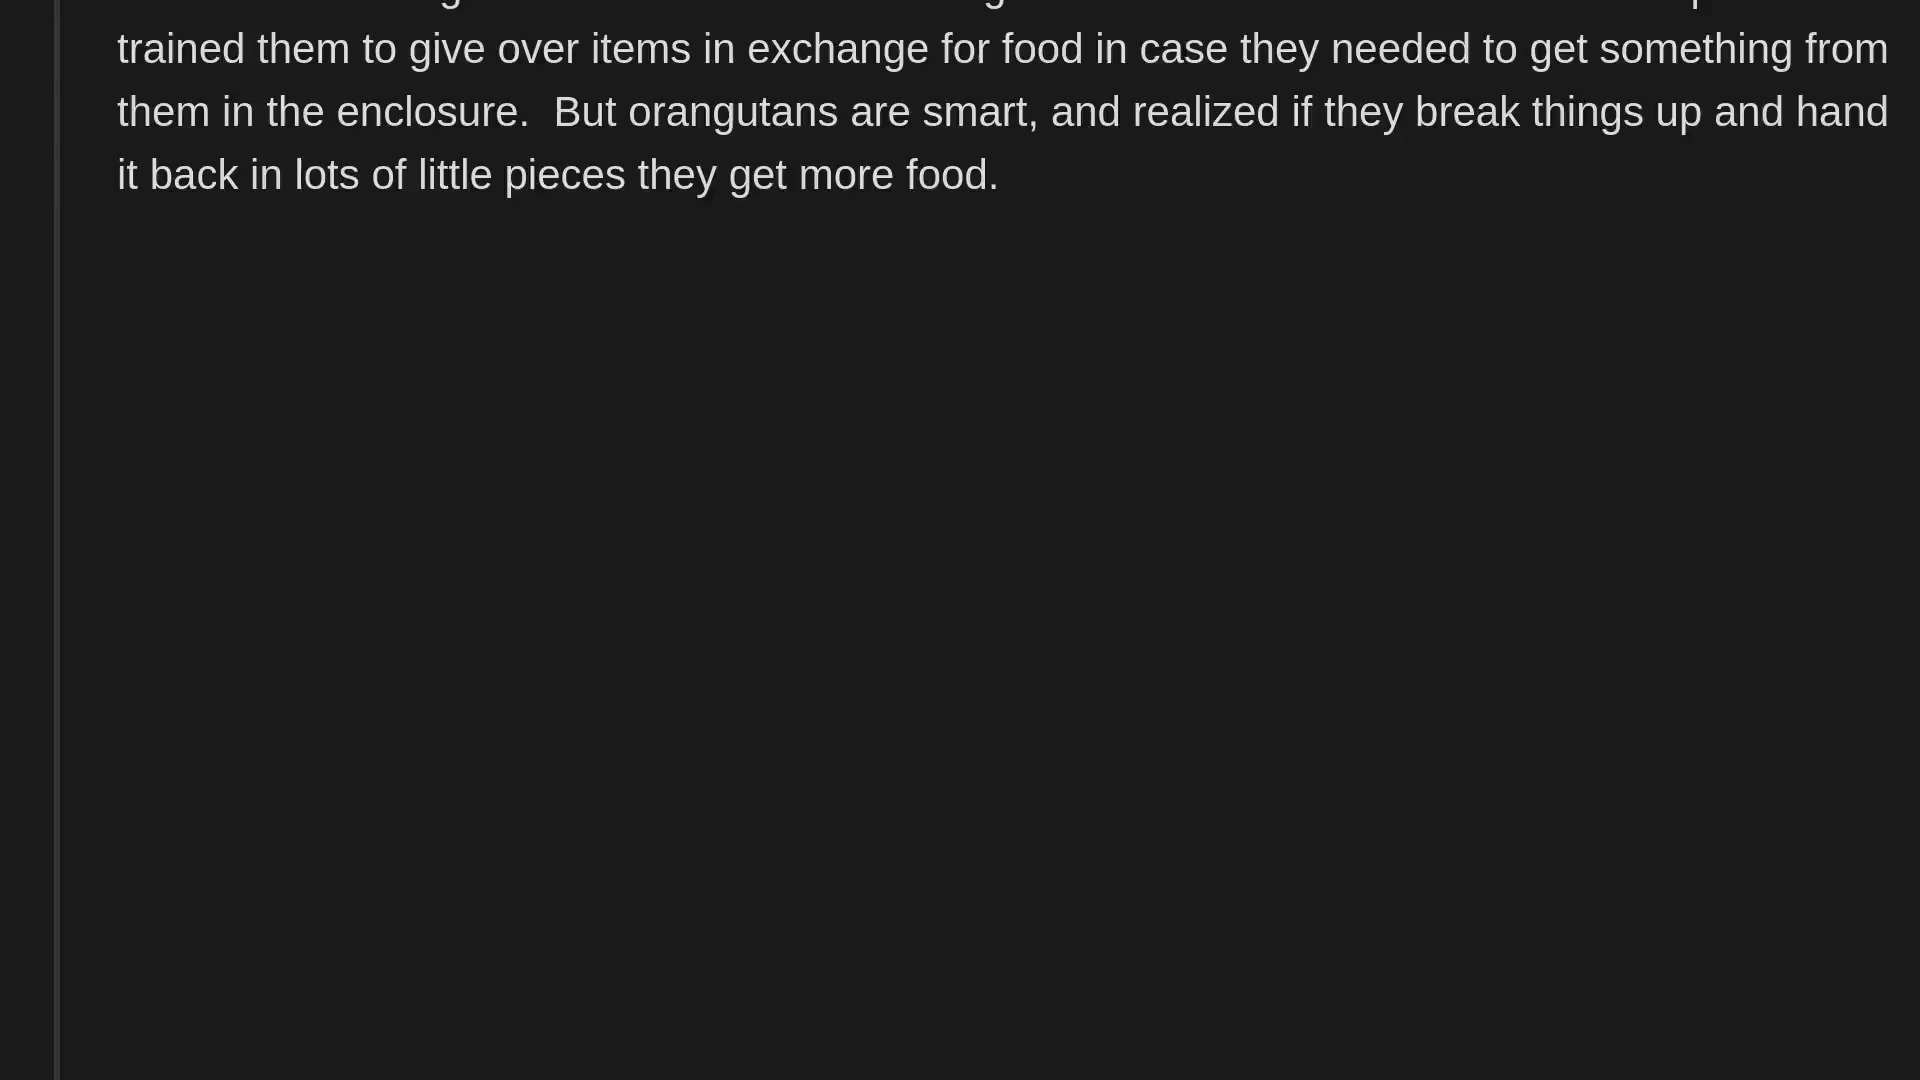 trained them to give over items in exchange for food in case they needed to get something from
them in the enclosure.  But orangutans are smart, and realized if they break things up and hand
it back in lots of little pieces they get more food.